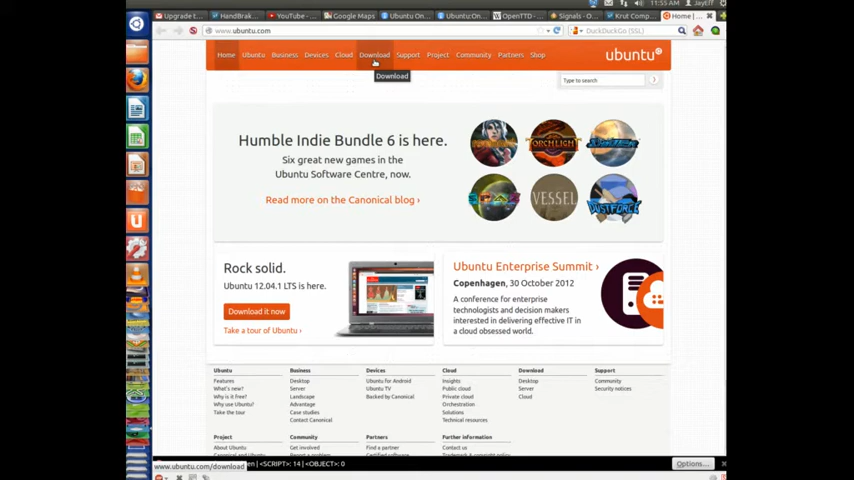 11:55 AM JayEff
Upgrade t HandBrak YouTube - Google Maps Ubuntu On Ubuntu:On OpenTTD - Signals - O Krut Comp Home |
www.ubuntu.com
DuckDuckGo (SSL)
Home Ubuntu Business Devices Cloud Download Support Project Community Partners Shop
ubuntu
Download
Type to search
Humble Indie Bundle 6 is here.
Six great new games in the
Ubuntu Software Centre, now.
Read more on the Canonical blog ›
TORCHLIGHT
SPAZ
VESSEL
DUSTFORCE
Rock solid.
Ubuntu 12.04.1 LTS is here.
Download it now
Take a tour of Ubuntu ›
Ubuntu Enterprise Summit ›
Copenhagen, 30 October 2012
A conference for enterprise
technologists and decision makers
interested in delivering effective IT in
a cloud obsessed world.
Ubuntu Business Devices Cloud Download Support
Features Desktop Ubuntu for Android Insights Desktop Community
What's new? Server Ubuntu TV Public cloud Server Security notices
Why is it free? Landscape Backed by Canonical Private cloud Cloud
Why use Ubuntu? Advantage Orchestration
Take the tour Case studies Solutions
Contact Canonical Technical resources
Project Community Partners Further information
About Ubuntu Get involved Find a partner Contact us
www.ubuntu.com/download
<SCRIPT>: 14 | <OBJECT>: 0
Options...